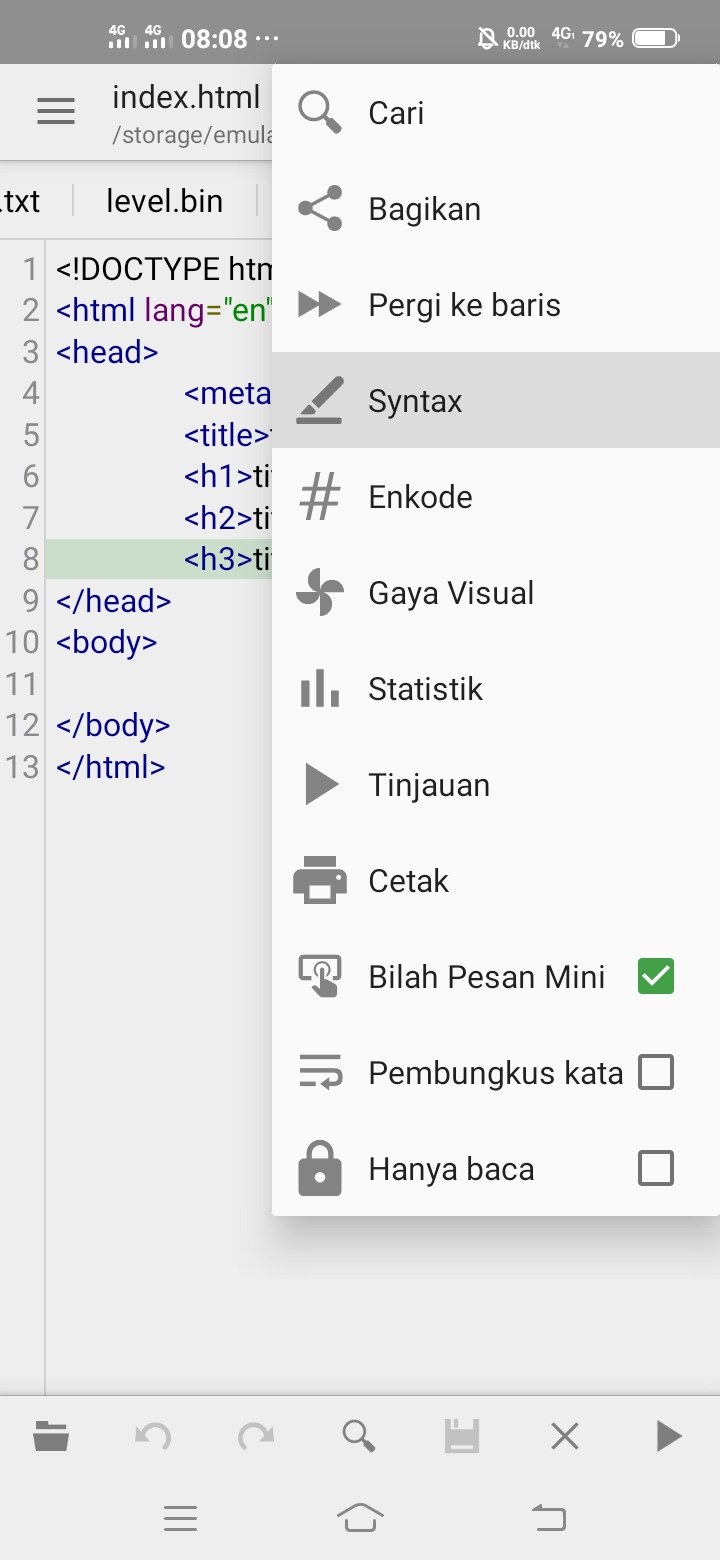 4G 4G 08:08 ... 0.00 KB/dtk 4G 79%
index.html
/storage/emula
.txt level.bin
1 <!DOCTYPE htm
2 <html lang="en"
3 <head>
4 <meta
5 <title>
6 <h1>ti
7 <h2>ti
8 <h3>ti
9 </head>
10 <body>
11
12 </body>
13 </html>
Cari
Bagikan
Pergi ke baris
Syntax
Enkode
Gaya Visual
Statistik
Tinjauan
Cetak
Bilah Pesan Mini
Pembungkus kata
Hanya baca